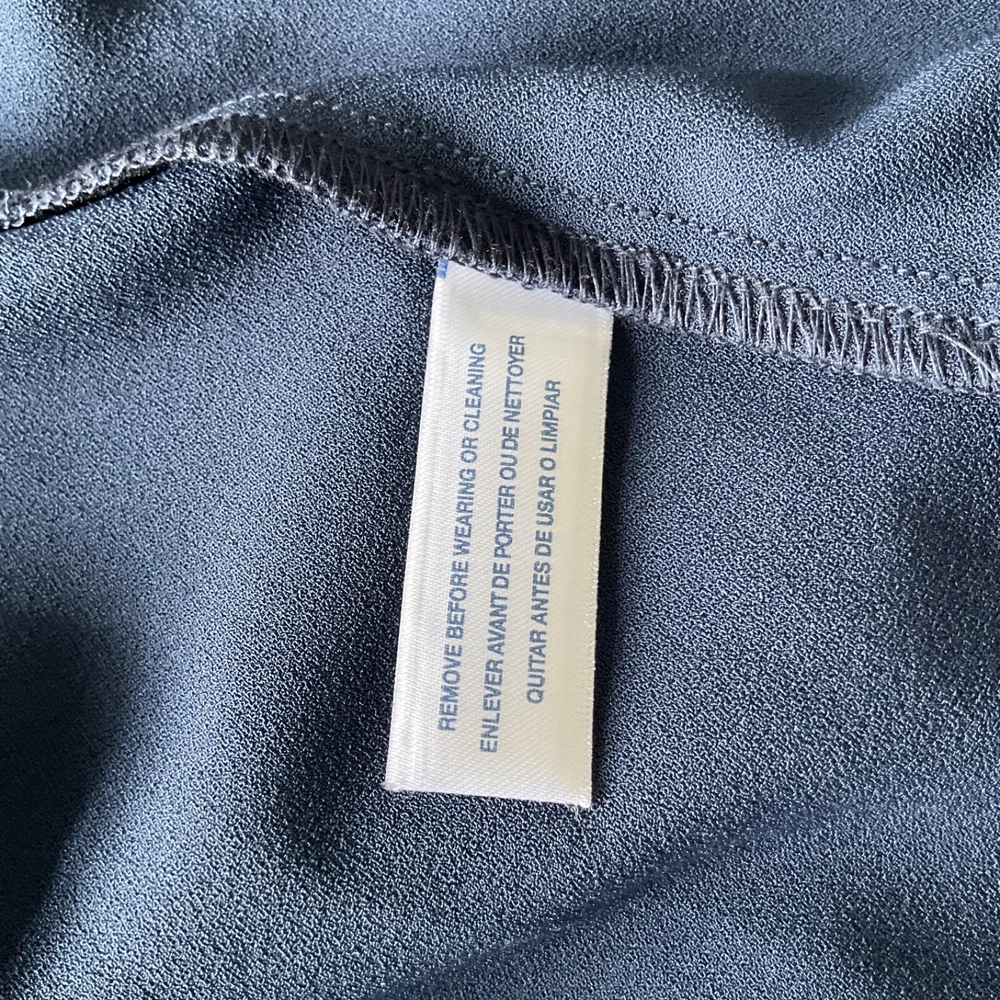 REMOVE BEFORE WEARING OR CLEANING
ENLEVER AVANT DE PORTER OU DE NETTOYER
QUITAR ANTES DE USAR O LIMPIAR